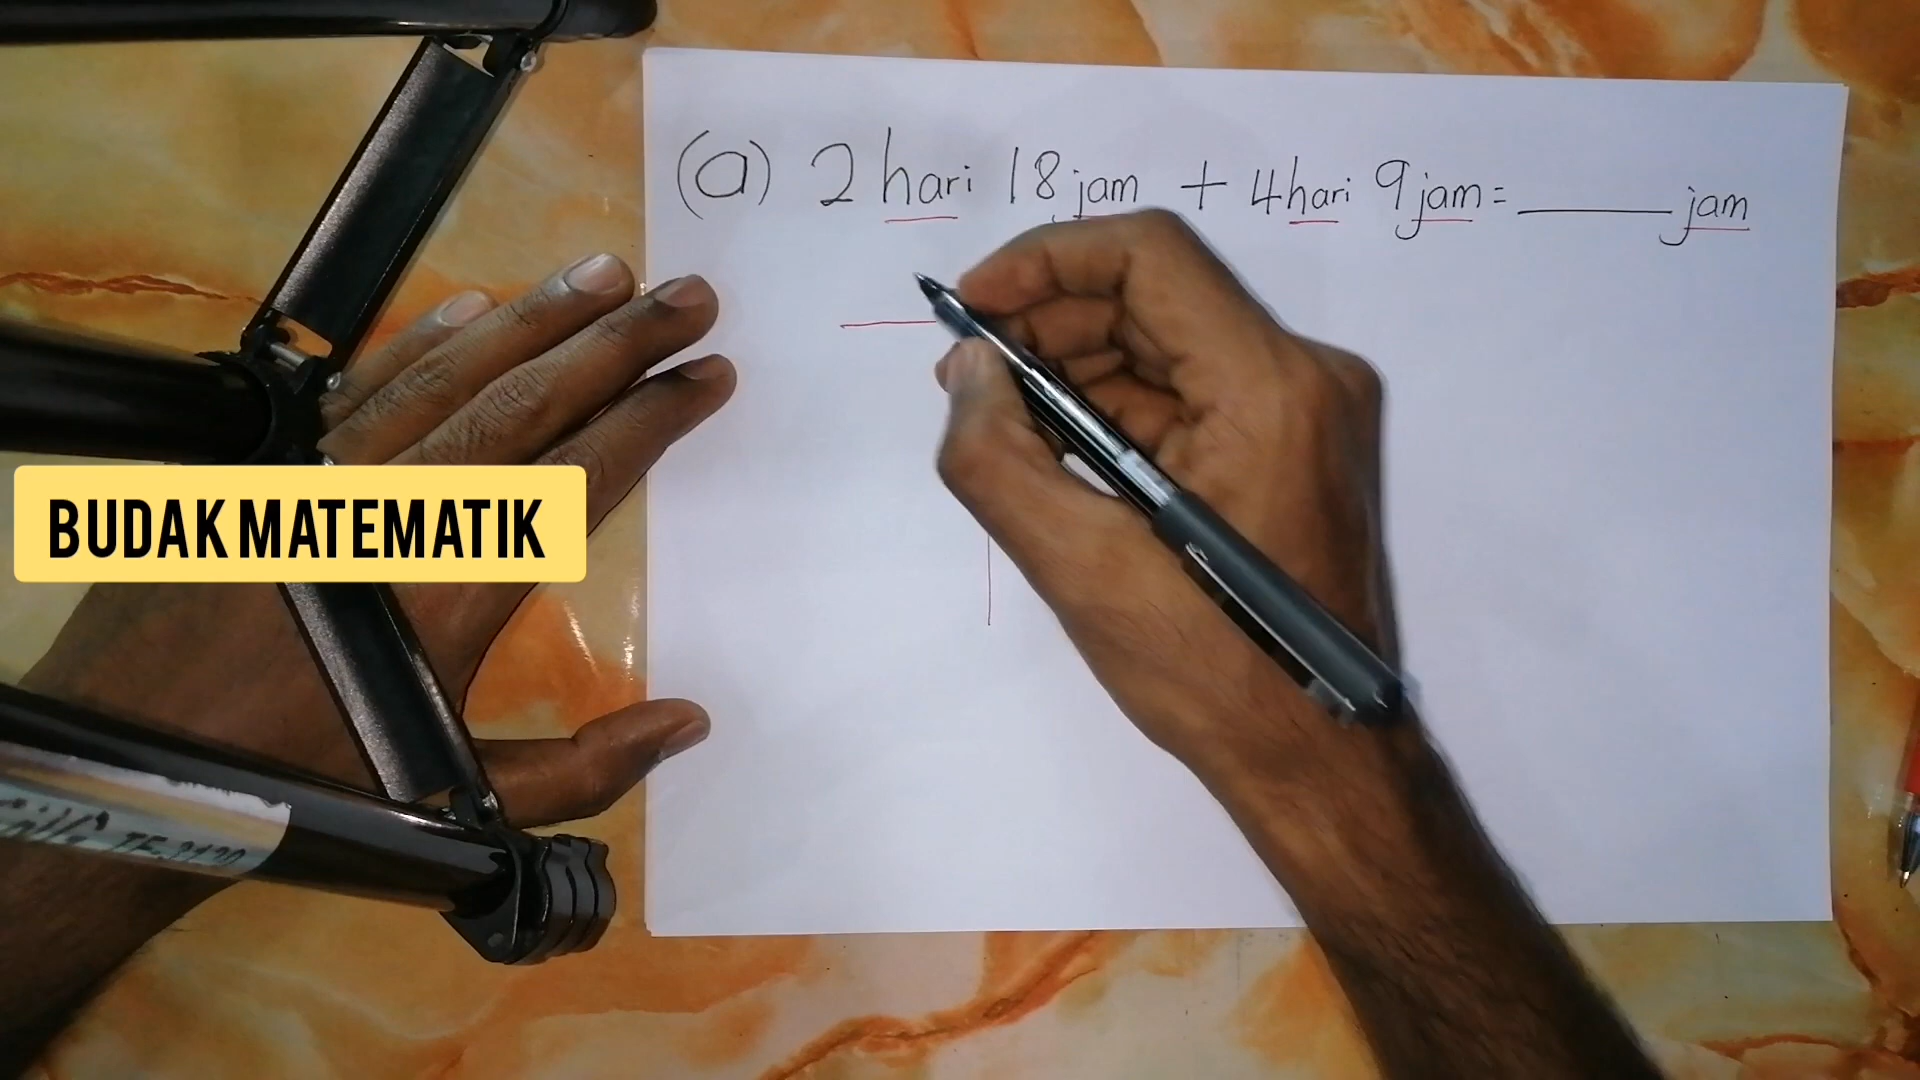 (a) 2 hari 18 jam + 4 hari 9 jam = ______ jam
BUDAK MATEMATIK